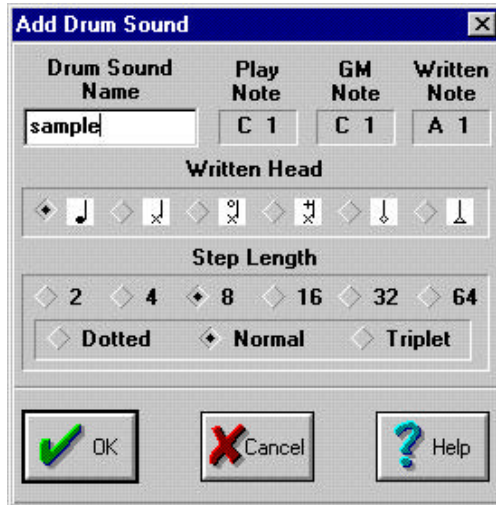 Add Drum Sound
Drum Sound Name
Play Note
GM Note
Written Note
sample
C 1
C 1
A 1
Written Head
Step Length
2 4 8 16 32 64
Dotted Normal Triplet
OK Cancel Help